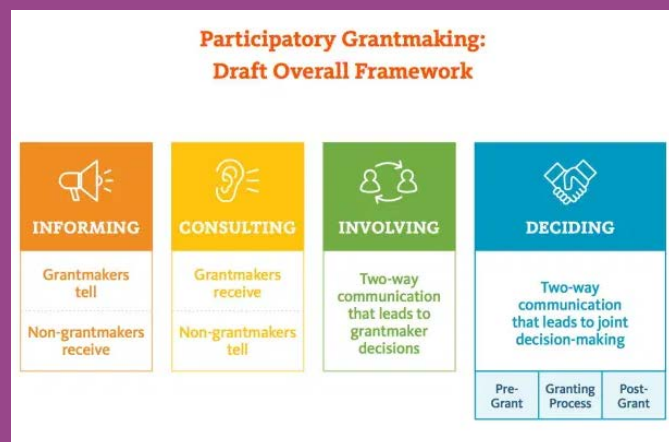 Participatory Grantmaking:
Draft Overall Framework
INFORMING
Grantmakers
tell
Non-grantmakers
receive
CONSULTING
Grantmakers
receive
Non-grantmakers
tell
INVOLVING
Two-way
communication
that leads to
grantmaker
decisions
DECIDING
Two-way
communication
that leads to joint
decision-making
Pre-
Grant
Granting
Process
Post-
Grant